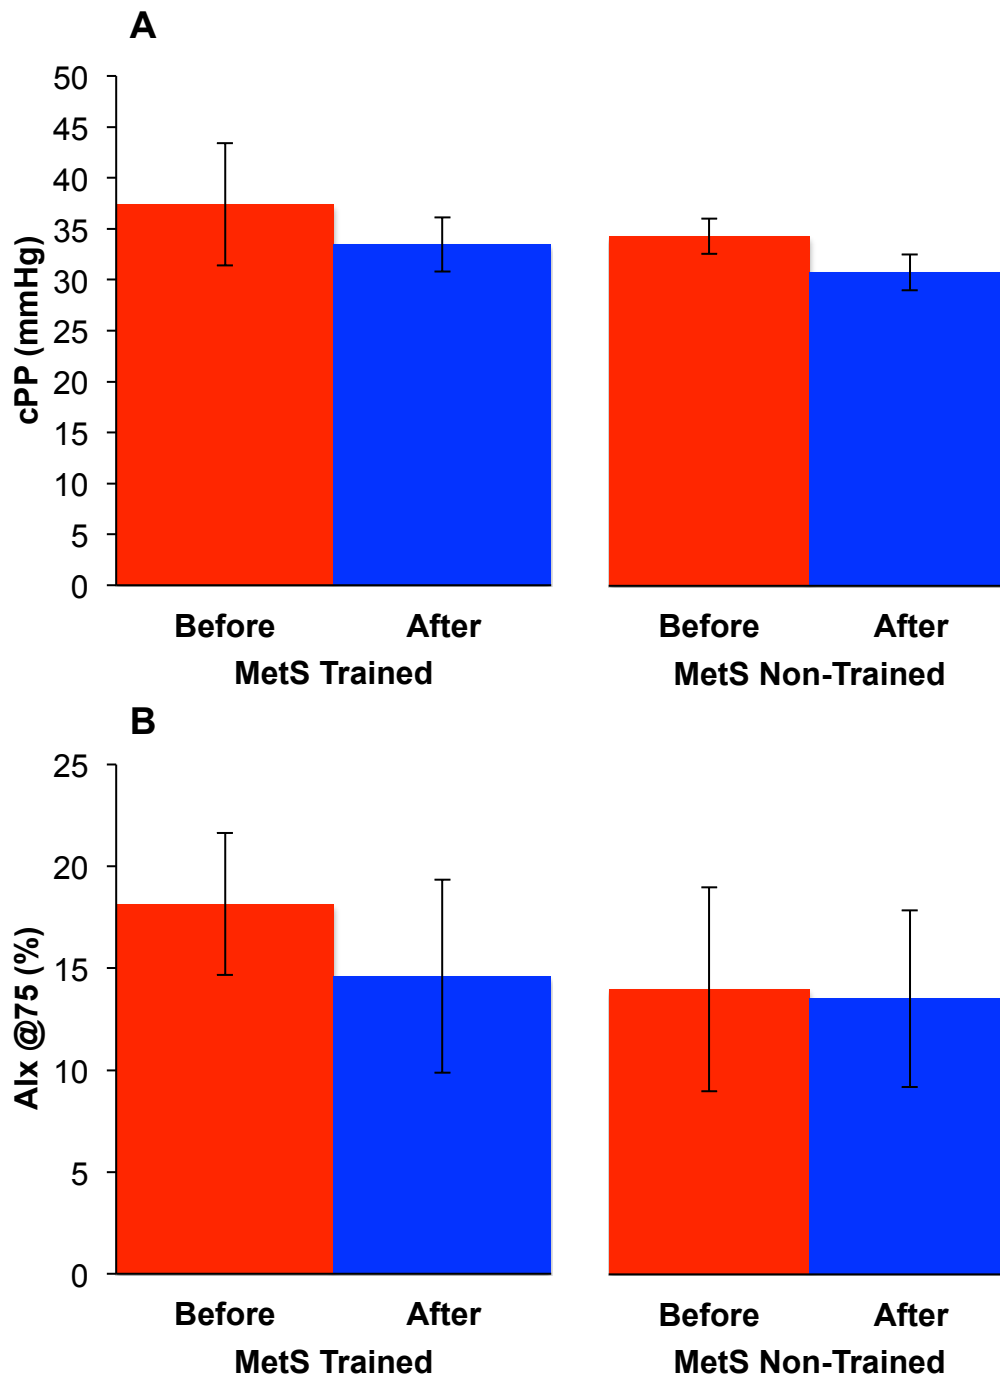 A
50
45
40
35
30
25
20
15
10
5
0
cPP (mmHg)
Before After Before After
MetS Trained MetS Non-Trained
B
25
20
15
10
5
0
AIx @75 (%)
Before After Before After
MetS Trained MetS Non-Trained